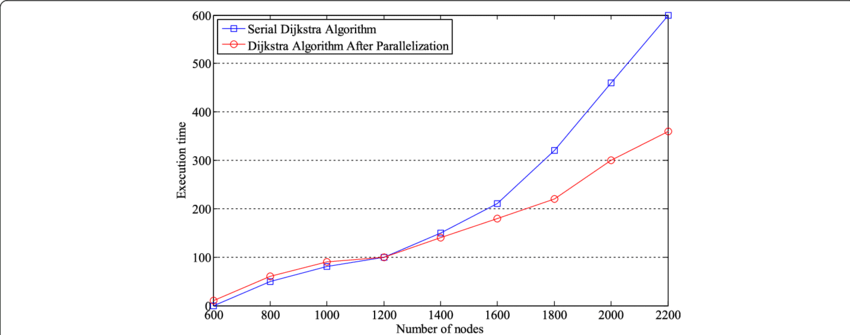 600
500
400
300
200
100
0
Execution time
Serial Dijkstra Algorithm
Dijkstra Algorithm After Parallelization
600 800 1000 1200 1400 1600 1800 2000 2200
Number of nodes